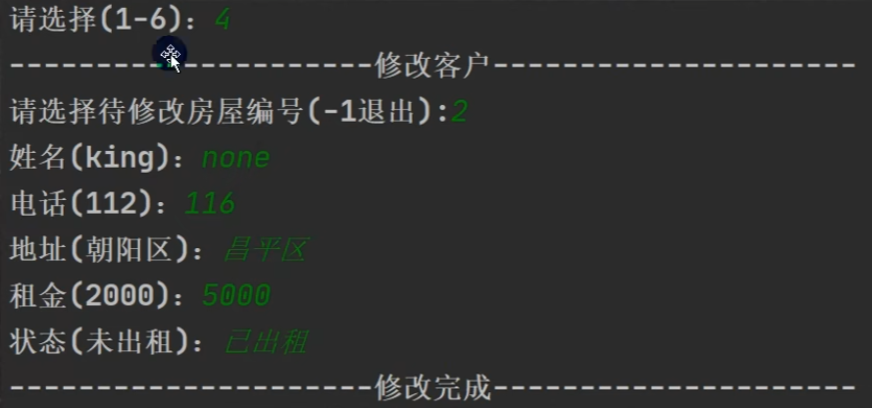 请选择(1-6)：4
---------------------修改客户---------------------
请选择待修改房屋编号(-1退出):2
姓名(king)：none
电话(112)：116
地址(朝阳区)：昌平区
租金(2000)：5000
状态(未出租)：已出租
---------------------修改完成---------------------